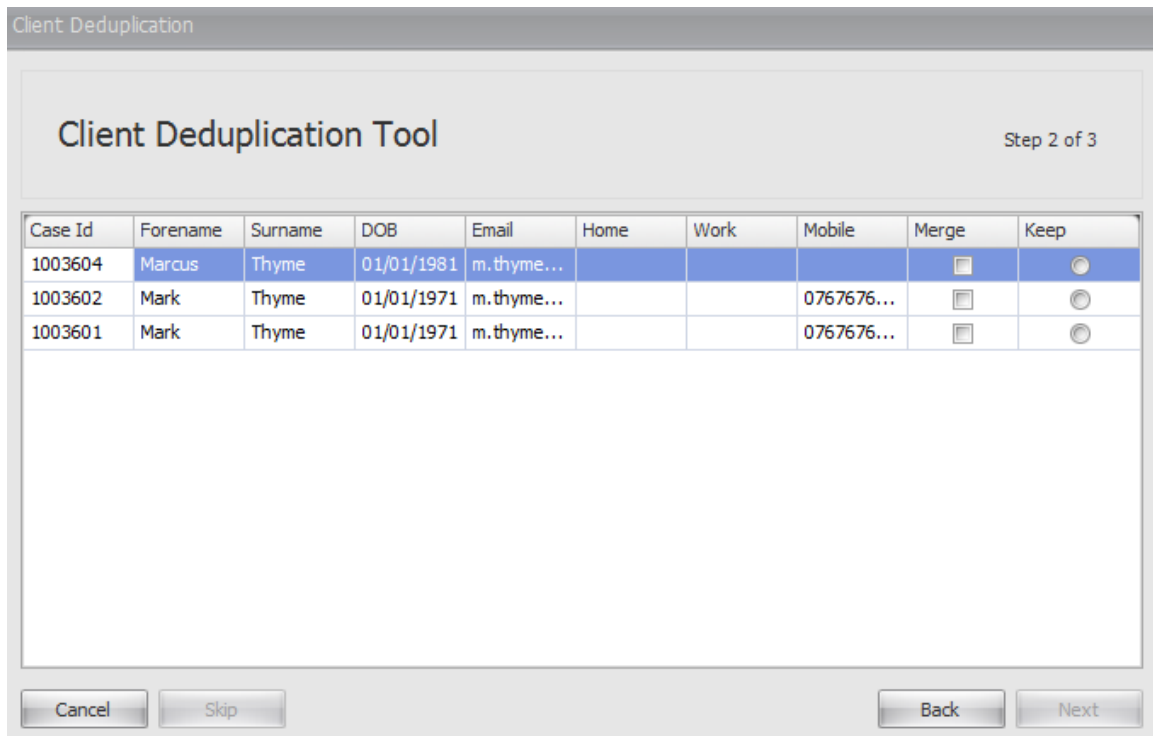 Client Deduplication
Client Deduplication Tool
Step 2 of 3
Case Id Forename Surname DOB Email Home Work Mobile Merge Keep
1003604 Marcus Thyme 01/01/1981 m.thyme...
1003602 Mark Thyme 01/01/1971 m.thyme... 0767676...
1003601 Mark Thyme 01/01/1971 m.thyme... 0767676...
Cancel Skip Back Next